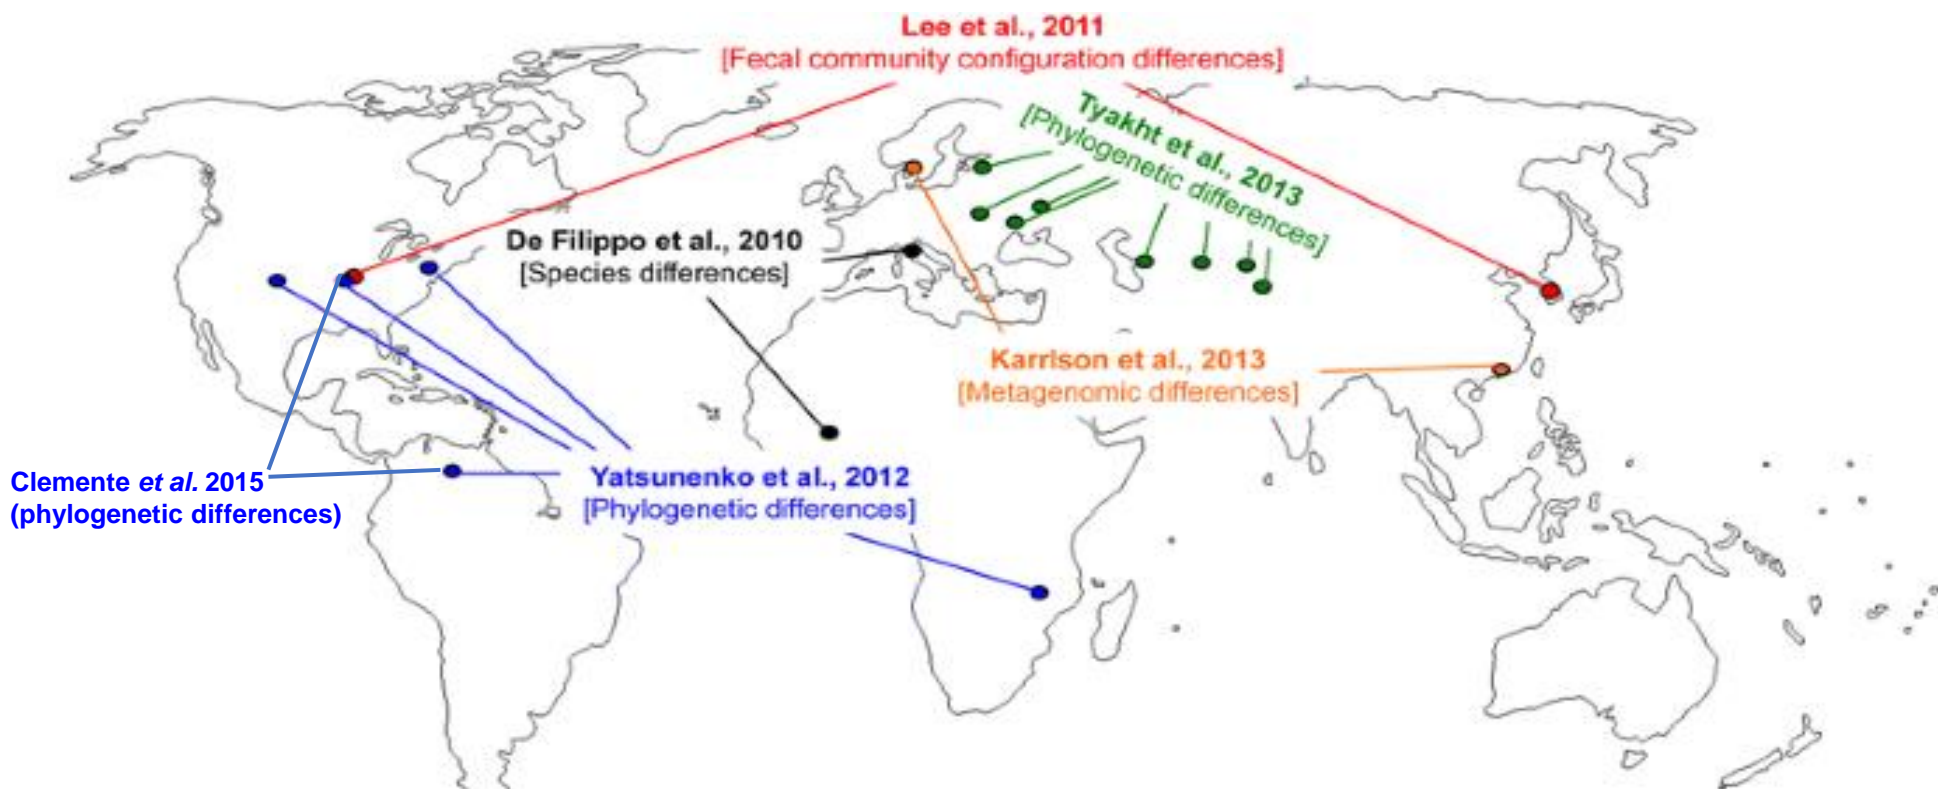 Lee et al., 2011
[Fecal community configuration differences]
Tyakht et al., 2013
[Phylogenetic differences]
De Filippo et al., 2010
[Species differences]
Karrlson et al., 2013
[Metagenomic differences]
Clemente et al. 2015
(phylogenetic differences)
Yatsunenko et al., 2012
[Phylogenetic differences]